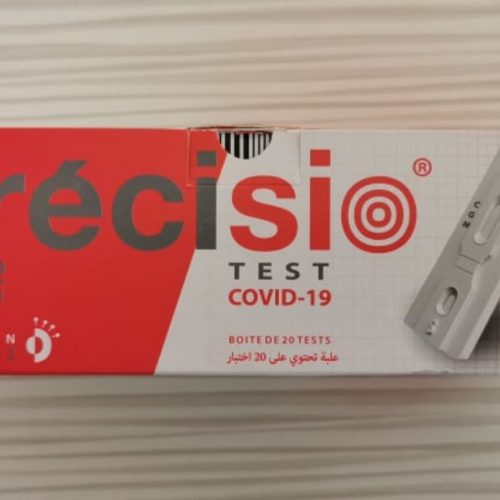 récisio®
TEST
COVID-19
BOITE DE 20 TESTS
علبة تحتوي على 20 اختبار